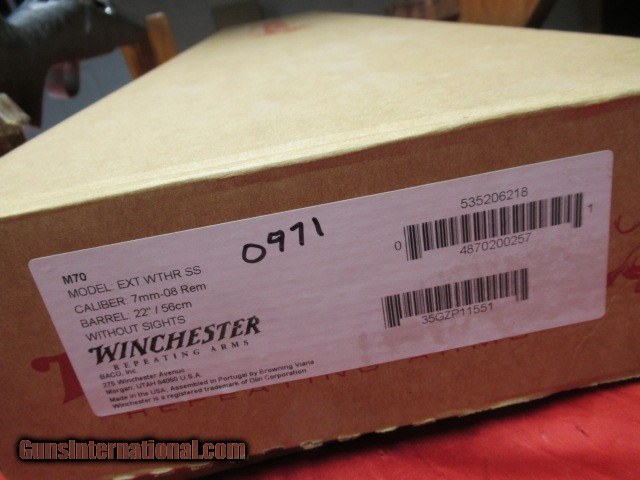 M70
MODEL: EXT WTHR SS
CALIBER: 7mm-08 Rem
BARREL: 22" / 56cm
WITHOUT SIGHTS
WINCHESTER
REPEATING ARMS
BACO, Inc.
275 Winchester Avenue
Morgan, UTAH 84050 U.S.A.
Made in the USA, Assembled in Portugal by Browning Viana
Winchester is a registered trademark of Olin Corporation
0971
535206218
0 4870200257 1
35GZP11551
REPEATING
GunsInternational.com